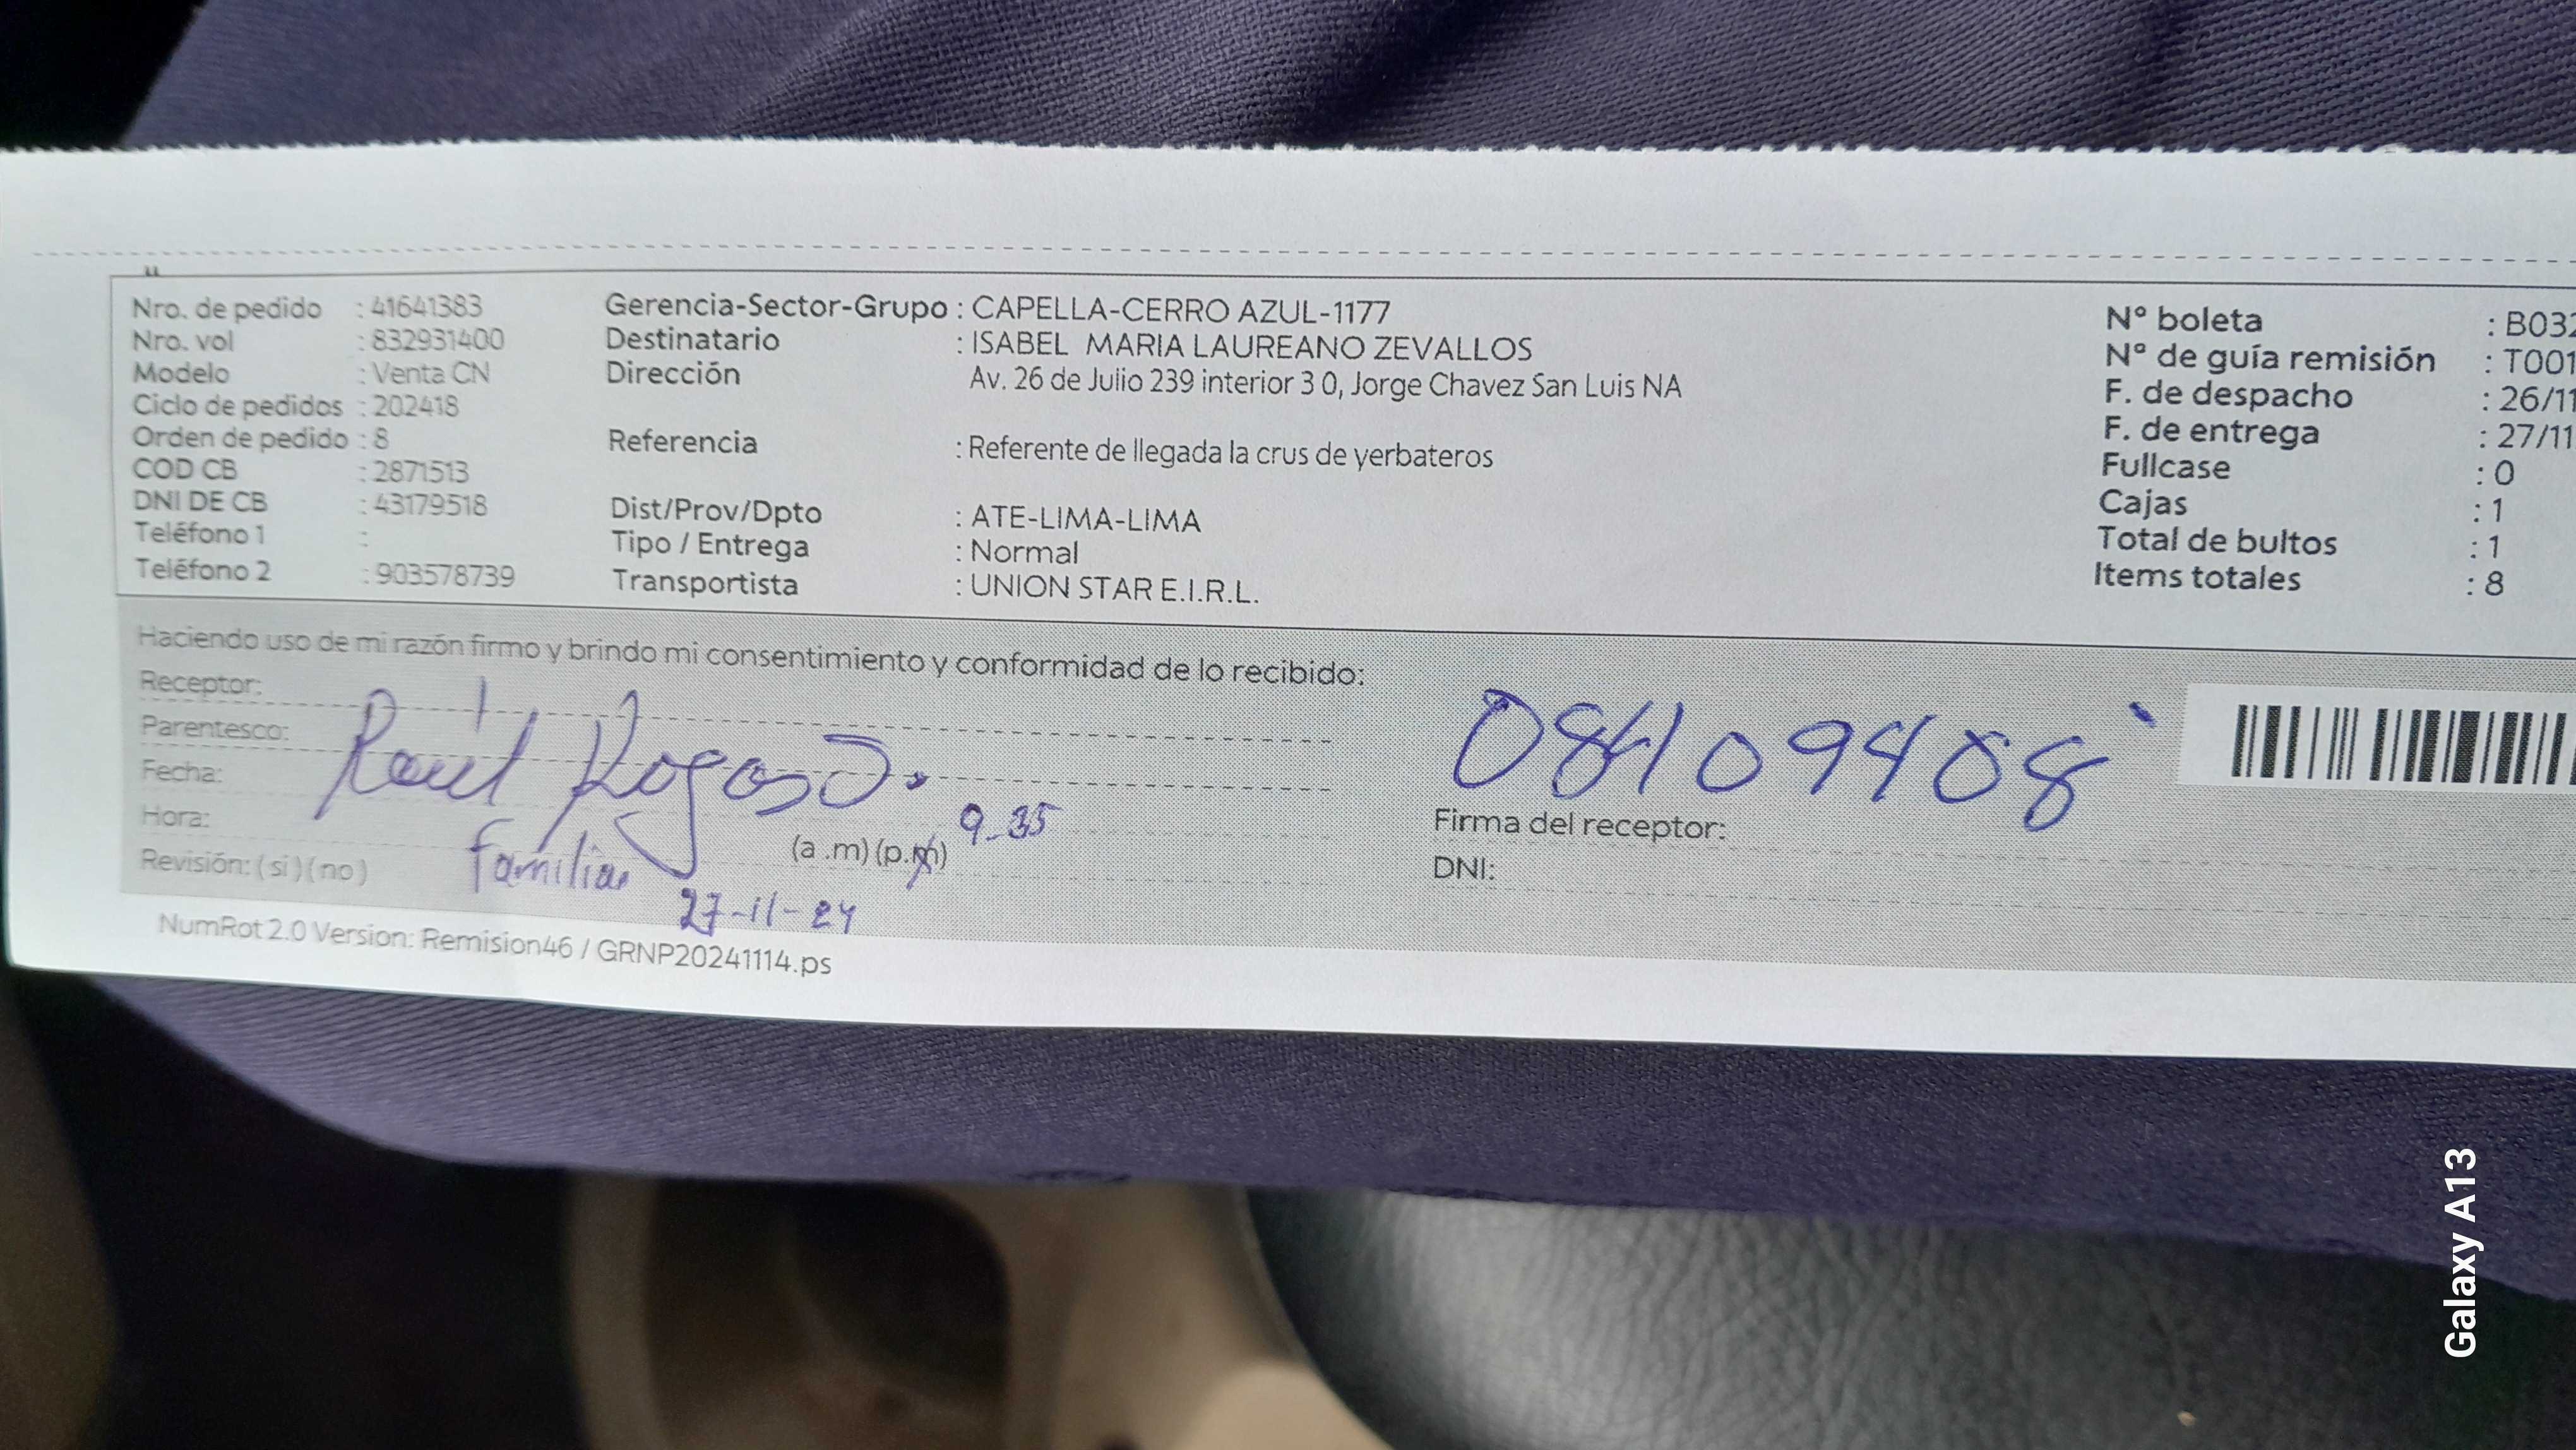 Nro. de pedido : 41641383
Nro. vol : 832931400
Modelo : Venta CN
Ciclo de pedidos : 202418
Orden de pedido : 8
COD CB : 2871513
DNI DE CB : 43179518
Teléfono 1 :
Teléfono 2 : 903578739
Gerencia-Sector-Grupo : CAPELLA-CERRO AZUL-1177
Destinatario : ISABEL MARIA LAUREANO ZEVALLOS
Dirección Av. 26 de Julio 239 interior 3 0, Jorge Chavez San Luis NA
Referencia : Referente de llegada la crus de yerbateros
Dist/Prov/Dpto : ATE-LIMA-LIMA
Tipo / Entrega : Normal
Transportista : UNION STAR E.I.R.L.
N° boleta : B032
N° de guía remisión : T001
F. de despacho : 26/11
F. de entrega : 27/11
Fullcase : 0
Cajas : 1
Total de bultos : 1
Items totales : 8
Haciendo uso de mi razón firmo y brindo mi consentimiento y conformidad de lo recibido:
Receptor:
Parentesco:
Raúl
Fecha:
Hora:
(a .m) (p.m) 9-35
Revisión: (si) (no)
familiar
27-11-24
Firma del receptor:
DNI:
NumRot 2.0 Version: Remision46 / GRNP20241114.ps
Galaxy A13